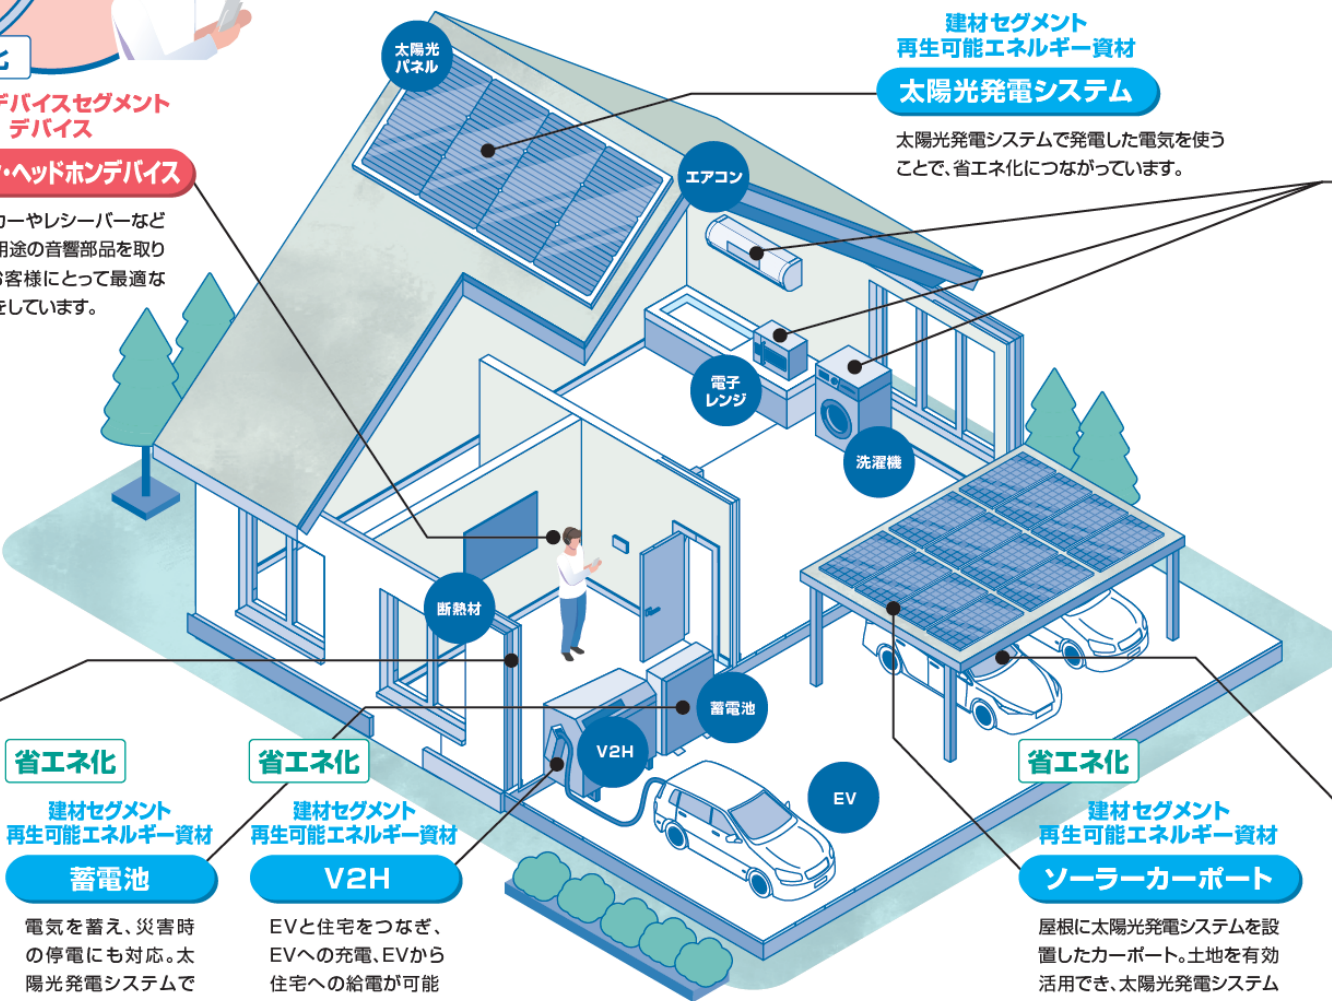 化
デバイスセグメント
デバイス
・ヘッドホンデバイス
カーやレシーバーなど
用途の音響部品を取り
お客様にとって最適な
をしています。
太陽光
パネル
建材セグメント
再生可能エネルギー資材
太陽光発電システム
太陽光発電システムで発電した電気を使う
ことで、省エネ化につながっています。
エアコン
電子
レンジ
洗濯機
断熱材
蓄電池
V2H
EV
省エネ化
建材セグメント
再生可能エネルギー資材
蓄電池
電気を蓄え、災害時
の停電にも対応。太
陽光発電システムで
省エネ化
建材セグメント
再生可能エネルギー資材
V2H
EVと住宅をつなぎ、
EVへの充電、EVから
住宅への給電が可能
省エネ化
建材セグメント
再生可能エネルギー資材
ソーラーカーポート
屋根に太陽光発電システムを設
置したカーポート。土地を有効
活用でき、太陽光発電システム